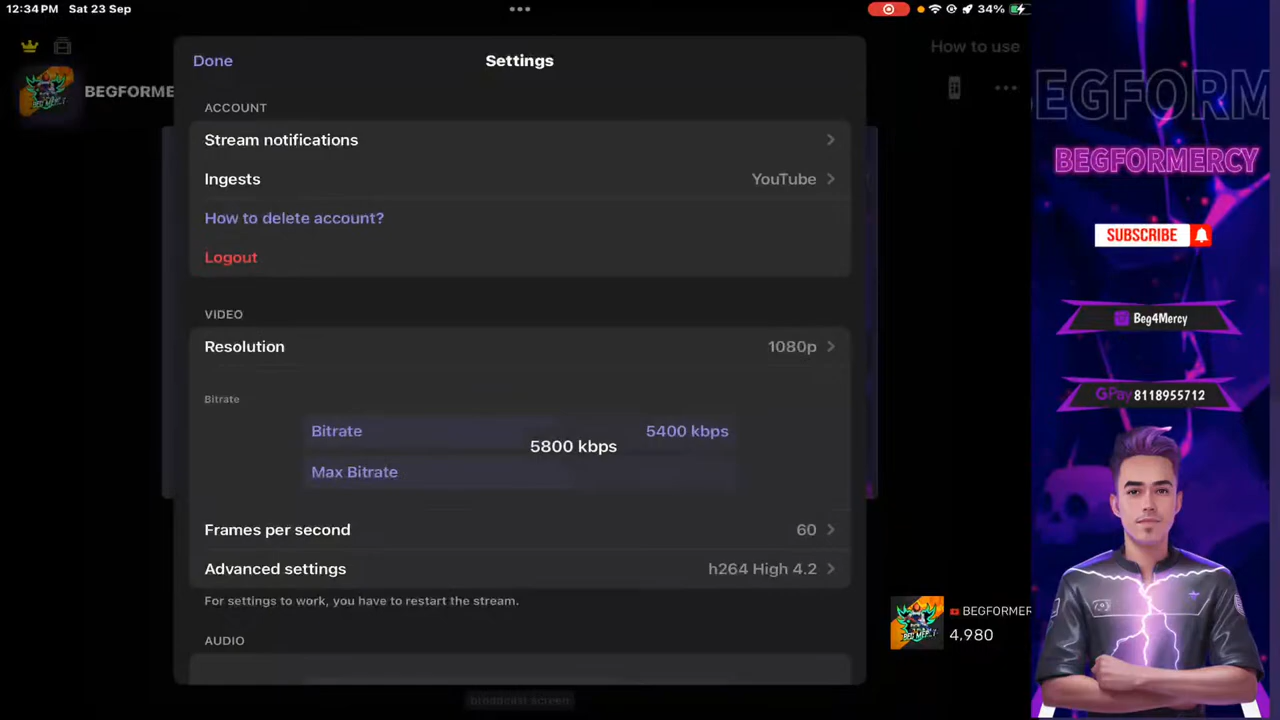 12:34 PM Sat 23 Sep
34%
How to use
BEGFORME
Done
Settings
ACCOUNT
Stream notifications
Ingests YouTube
How to delete account?
Logout
VIDEO
Resolution 1080p
Bitrate
Bitrate 5400 kbps
5800 kbps
Max Bitrate
Frames per second 60
Advanced settings h264 High 4.2
For settings to work, you have to restart the stream.
AUDIO
broadcast screen
BEGFORMER
4,980
EGFORM
BEGFORMERCY
SUBSCRIBE
Beg4Mercy
GPay 8118955712